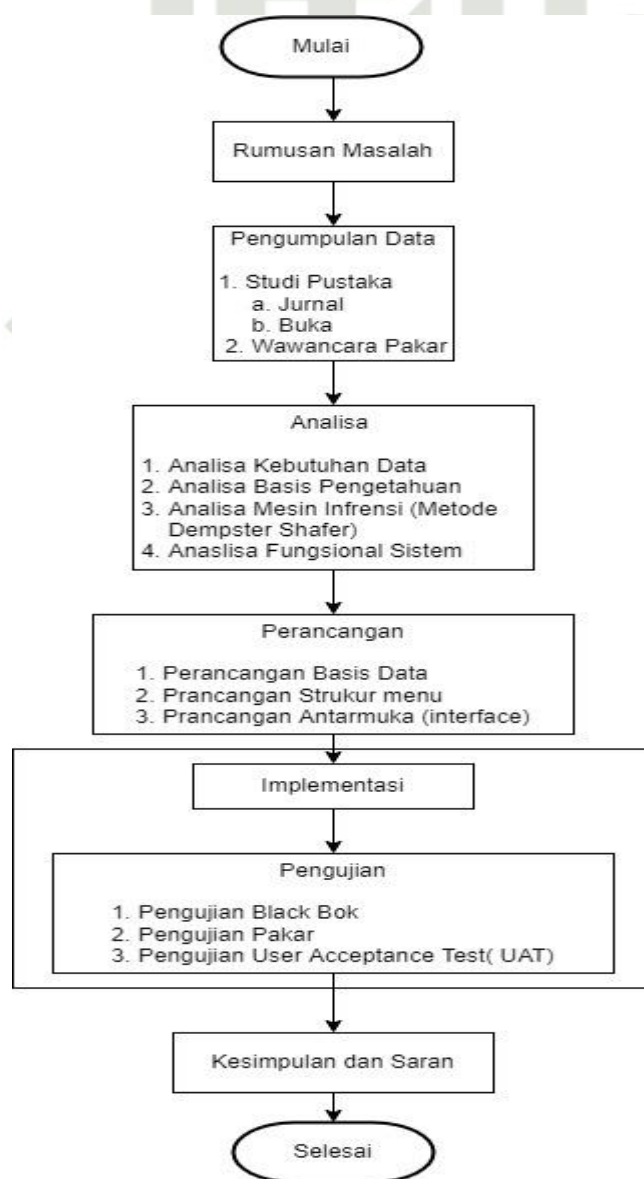 Mulai
Rumusan Masalah
Pengumpulan Data
1. Studi Pustaka
a. Jurnal
b. Buka
2. Wawancara Pakar
Analisa
1. Analisa Kebutuhan Data
2. Analisa Basis Pengetahuan
3. Analisa Mesin Infrensi (Metode
Dempster Shafer)
4. Anaslisa Fungsional Sistem
Perancangan
1. Perancangan Basis Data
2. Prancangan Strukur menu
3. Prancangan Antarmuka (interface)
Implementasi
Pengujian
1. Pengujian Black Bok
2. Pengujian Pakar
3. Pengujian User Acceptance Test( UAT)
Kesimpulan dan Saran
Selesai